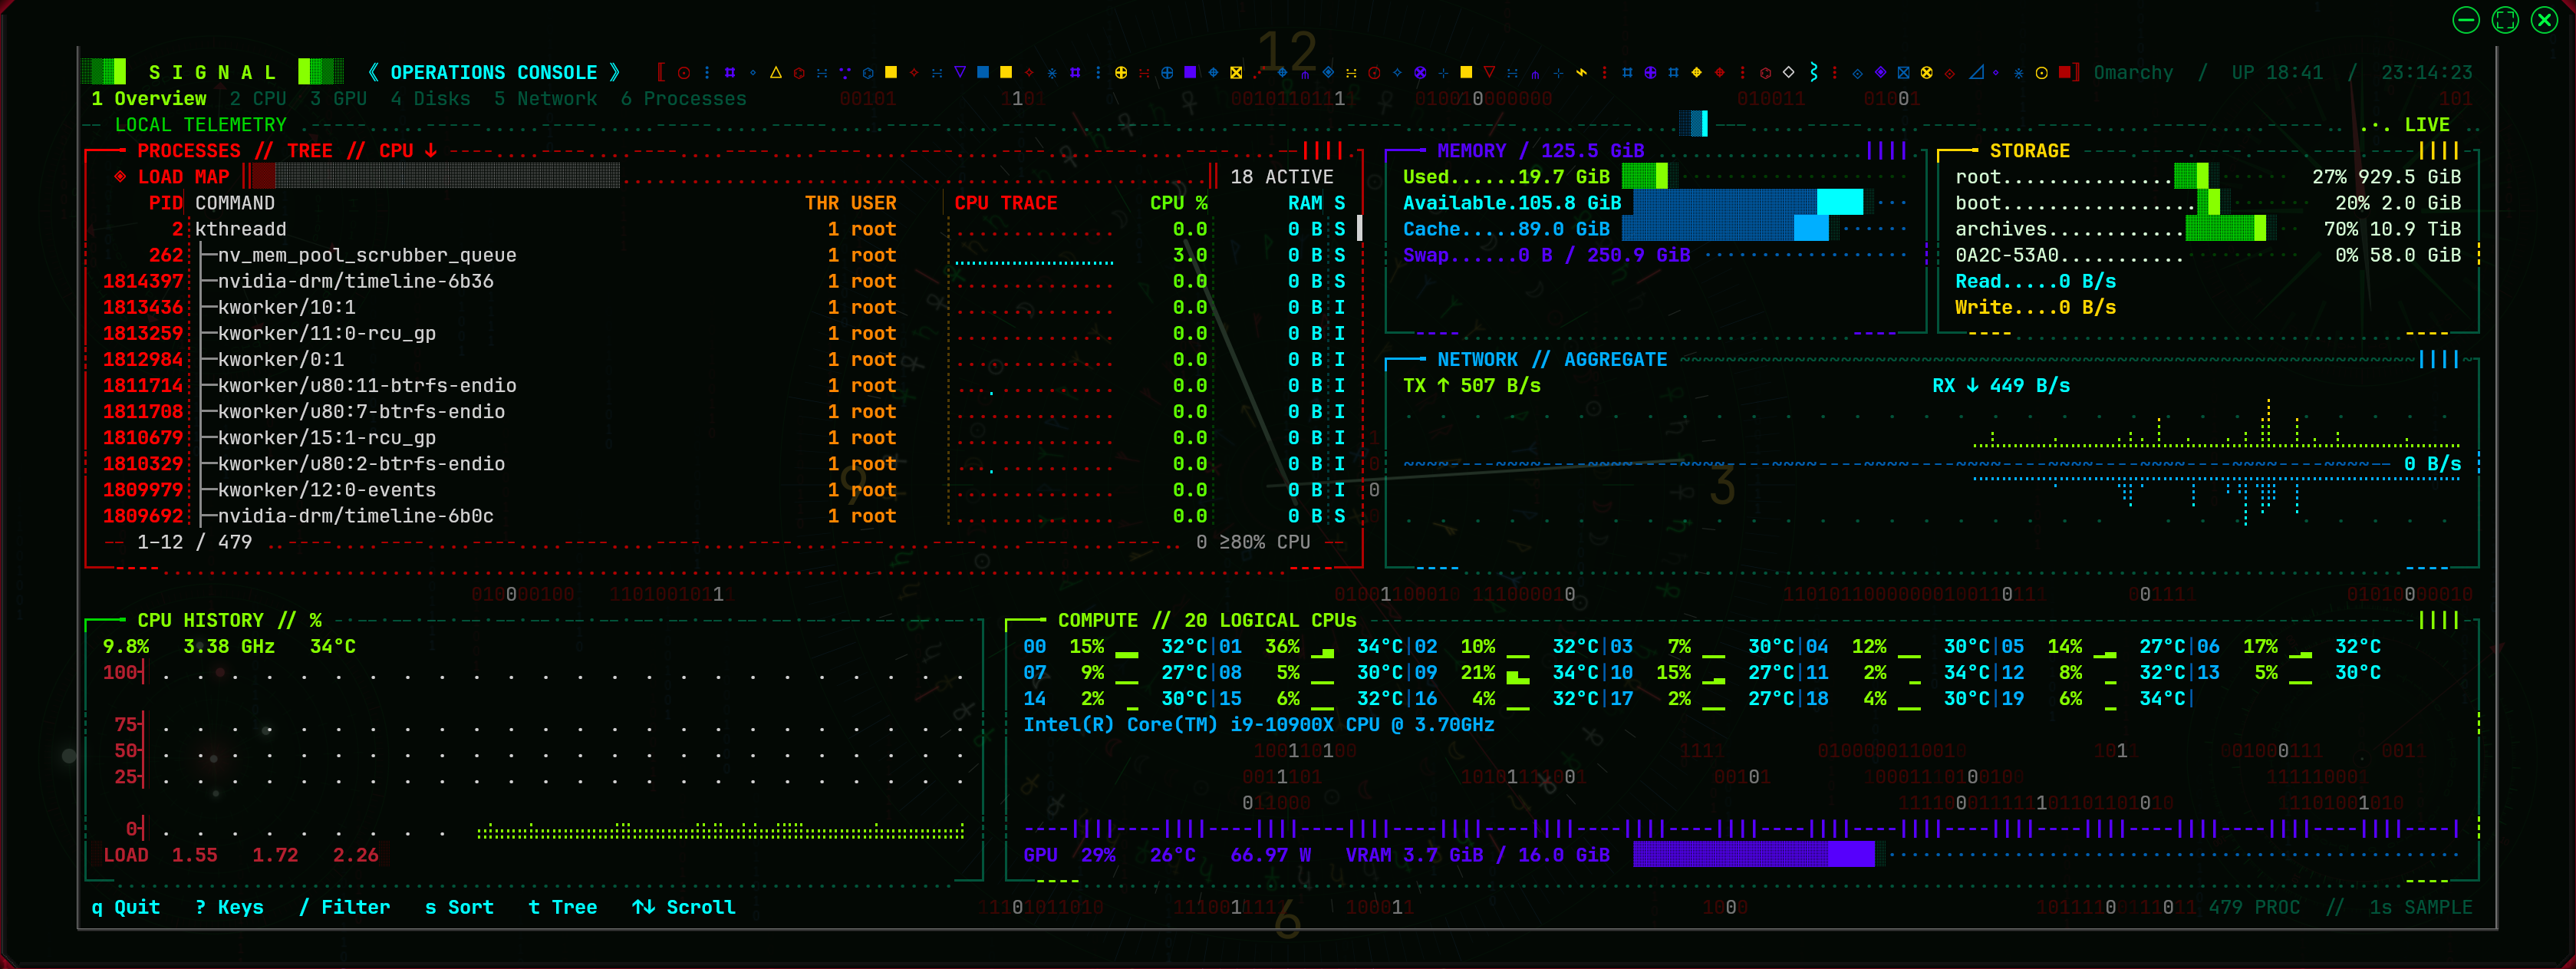 12
S I G N A L 《 OPERATIONS CONSOLE 》 Omarchy / UP 18:41 / 23:14:23
1 Overview 2 CPU 3 GPU 4 Disks 5 Network 6 Processes
LOCAL TELEMETRY LIVE
PROCESSES // TREE // CPU ↓
LOAD MAP 18 ACTIVE
PID COMMAND THR USER CPU TRACE CPU % RAM S
2 kthreadd 1 root 0.0 0 B S
262 nv_mem_pool_scrubber_queue 1 root 3.0 0 B S
1814397 nvidia-drm/timeline-6b36 1 root 0.0 0 B S
1813436 kworker/10:1 1 root 0.0 0 B I
1813259 kworker/11:0-rcu_gp 1 root 0.0 0 B I
1812984 kworker/0:1 1 root 0.0 0 B I
1811714 kworker/u80:11-btrfs-endio 1 root 0.0 0 B I
1811708 kworker/u80:7-btrfs-endio 1 root 0.0 0 B I
1810679 kworker/15:1-rcu_gp 1 root 0.0 0 B I
1810329 kworker/u80:2-btrfs-endio 1 root 0.0 0 B I
1809979 kworker/12:0-events 1 root 0.0 0 B I
1809692 nvidia-drm/timeline-6b0c 1 root 0.0 0 B S
1-12 / 479 0 ≥80% CPU
MEMORY / 125.5 GiB
Used......19.7 GiB
Available.105.8 GiB
Cache.....89.0 GiB
Swap......0 B / 250.9 GiB
STORAGE
root............... 27% 929.5 GiB
boot................. 20% 2.0 GiB
archives............ 70% 10.9 TiB
0A2C-53A0........... 0% 58.0 GiB
Read.....0 B/s
Write....0 B/s
NETWORK // AGGREGATE
TX ↑ 507 B/s RX ↓ 449 B/s
0 B/s
9 3
CPU HISTORY // %
9.8% 3.38 GHz 34°C
100
75
50
25
0
LOAD 1.55 1.72 2.26
COMPUTE // 20 LOGICAL CPUs
00 15% 32°C|01 36% 34°C|02 10% 32°C|03 7% 30°C|04 12% 30°C|05 14% 27°C|06 17% 32°C
07 9% 27°C|08 5% 30°C|09 21% 34°C|10 15% 27°C|11 2% 34°C|12 8% 32°C|13 5% 30°C
14 2% 30°C|15 6% 32°C|16 4% 32°C|17 2% 27°C|18 4% 30°C|19 6% 34°C|
Intel(R) Core(TM) i9-10900X CPU @ 3.70GHz
GPU 29% 26°C 66.97 W VRAM 3.7 GiB / 16.0 GiB
q Quit ? Keys / Filter s Sort t Tree ↑↓ Scroll
6
479 PROC // 1s SAMPLE